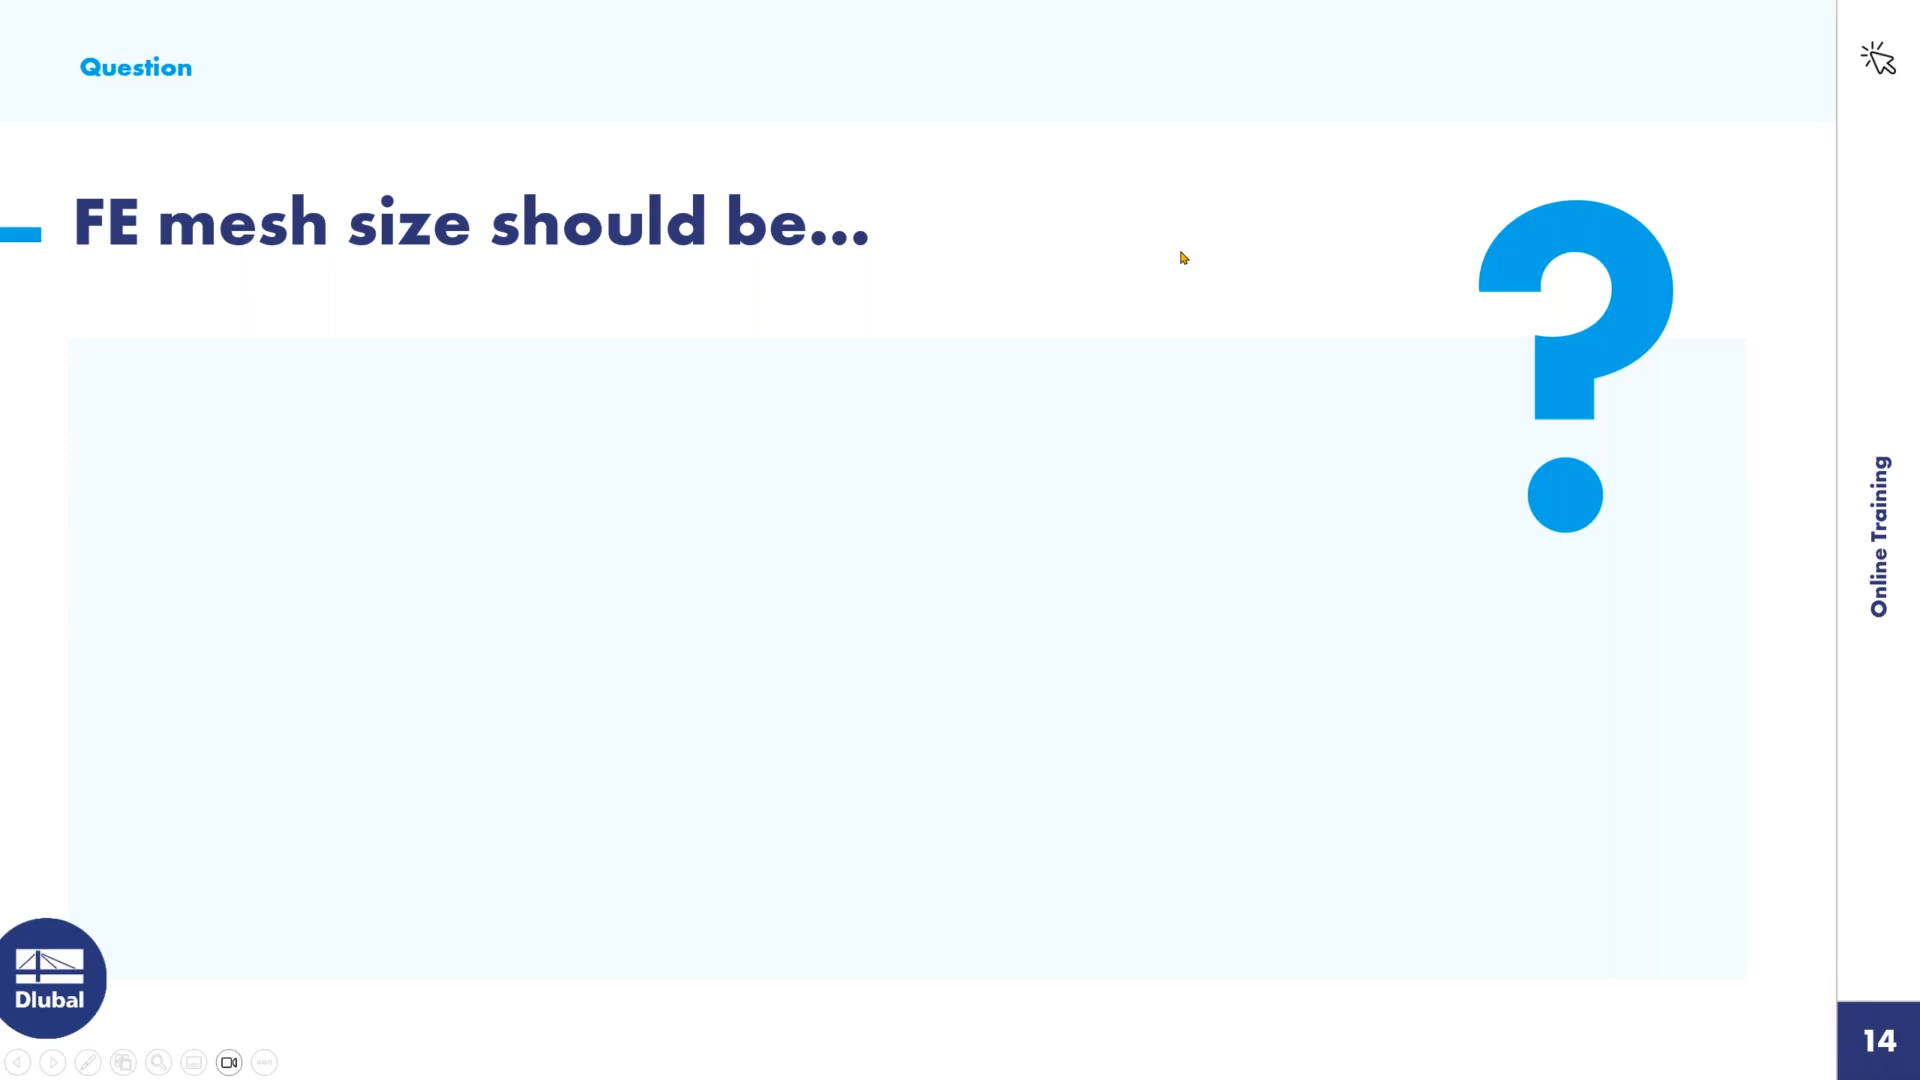 Question
FE mesh size should be...
?
Online Training
Dlubal
14